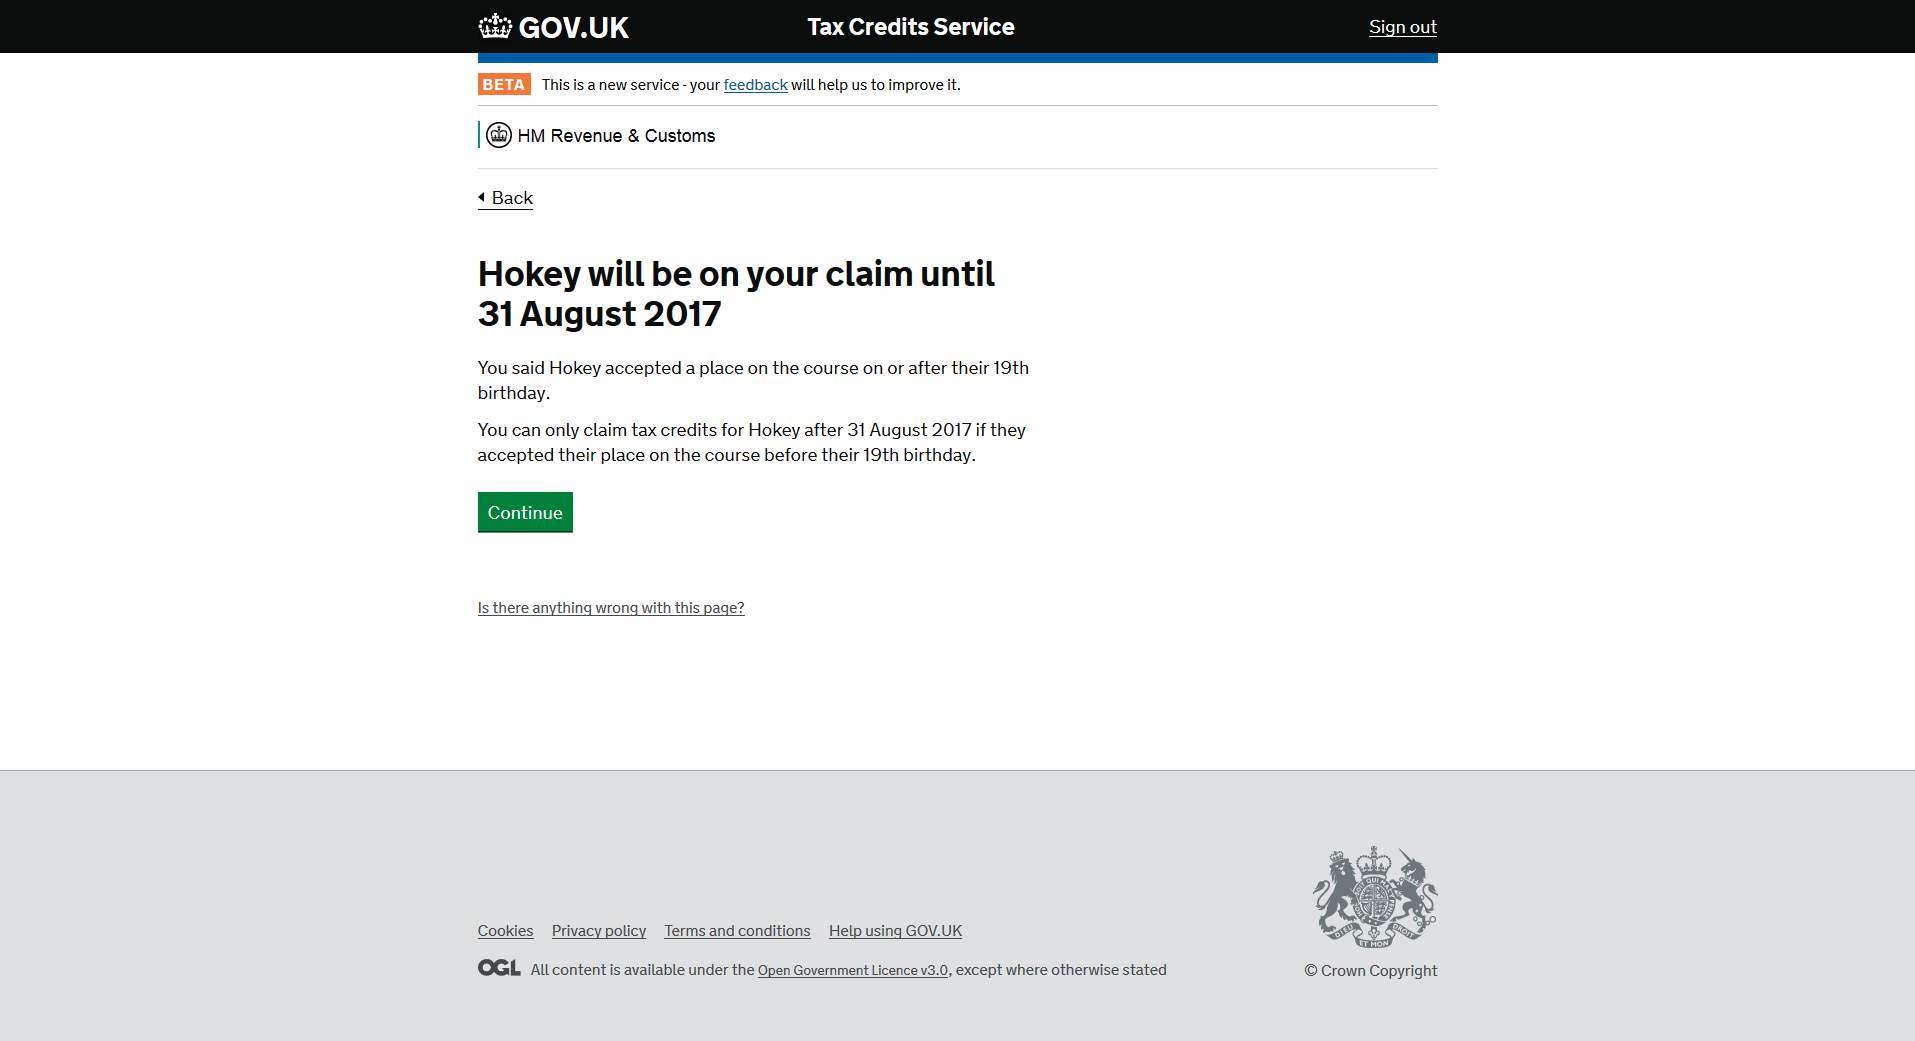 GOV.UK
Tax Credits Service
Sign out
BETA This is a new service - your feedback will help us to improve it.
HM Revenue & Customs
Back
Hokey will be on your claim until
31 August 2017
You said Hokey accepted a place on the course on or after their 19th
birthday.
You can only claim tax credits for Hokey after 31 August 2017 if they
accepted their place on the course before their 19th birthday.
Continue
Is there anything wrong with this page?
Cookies Privacy policy Terms and conditions Help using GOV.UK
OGL All content is available under the Open Government Licence v3.0, except where otherwise stated
DIEU ET MON DROIT
© Crown Copyright